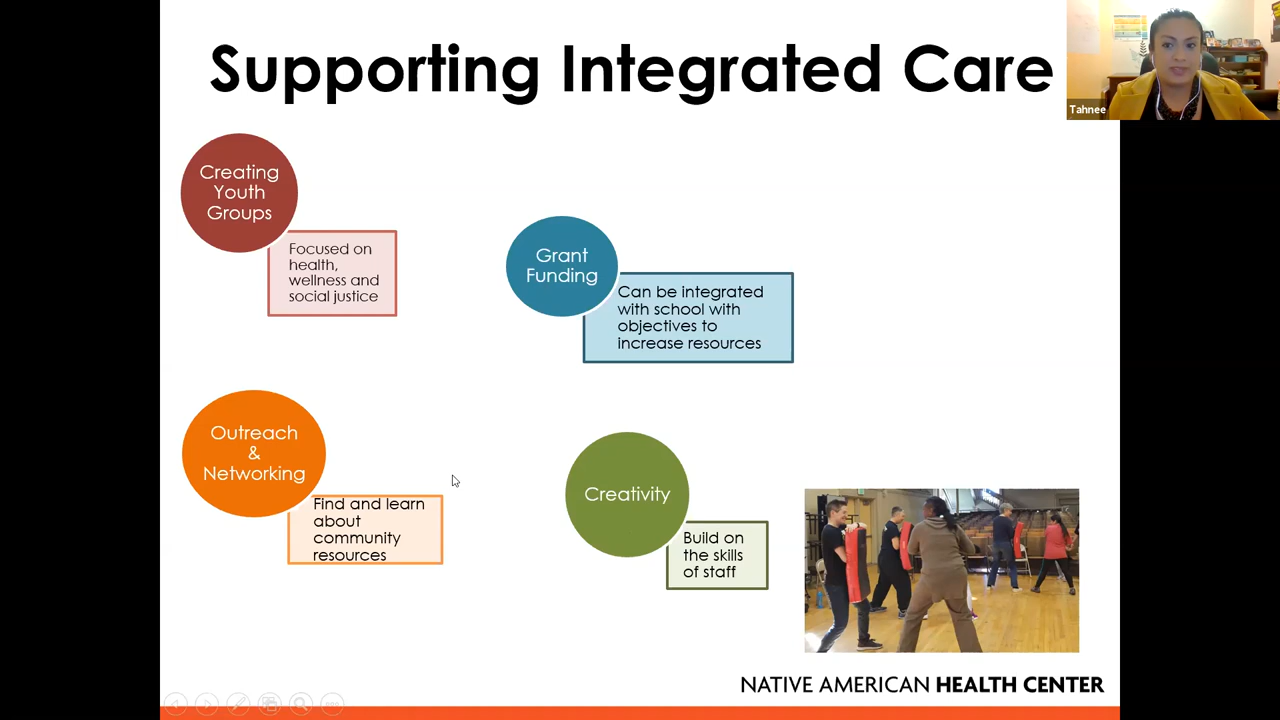 Supporting Integrated Care
Tahnee
Creating
Youth
Groups
Focused on
health,
wellness and
social justice
Grant
Funding
Can be integrated
with school with
objectives to
increase resources
Outreach
&
Networking
Find and learn
about
community
resources
Creativity
Build on
the skills
of staff
NATIVE AMERICAN HEALTH CENTER